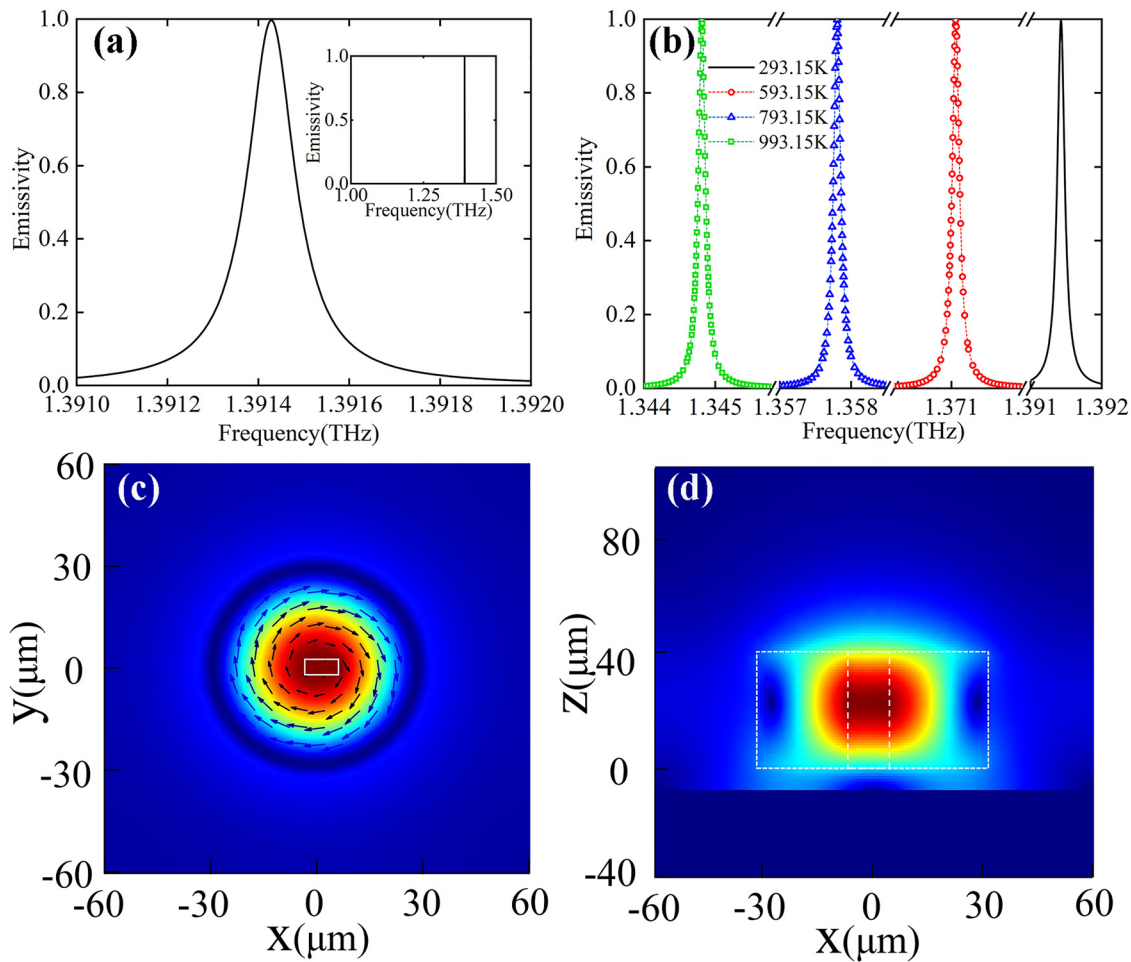 (a)
1.0
0.8
0.6
0.4
0.2
0.0
Emissivity
1.3910 1.3912 1.3914 1.3916 1.3918 1.3920
Frequency(THz)
1.0
0.5
0.0
Emissivity
1.00 1.25 1.50
Frequency(THz)
(b)
1.0
0.8
0.6
0.4
0.2
0.0
Emissivity
293.15K
593.15K
793.15K
993.15K
1.344 1.345 1.357 1.358 1.371 1.391 1.392
Frequency(THz)
(c)
60
30
0
-30
-60
y(μm)
-60 -30 0 30 60
X(μm)
(d)
80
40
0
-40
Z(μm)
-60 -30 0 30 60
X(μm)